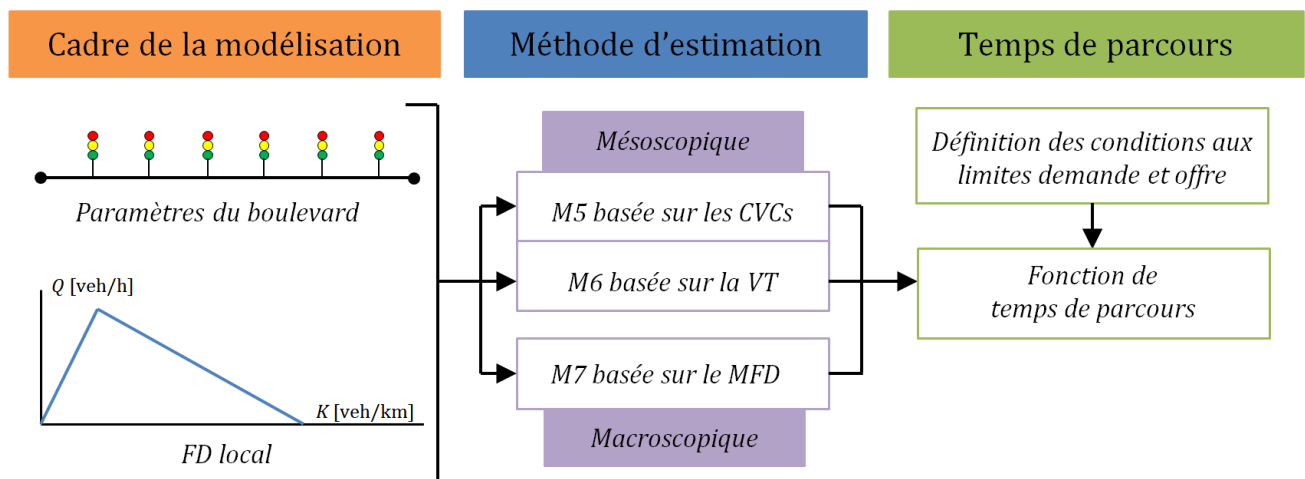 Cadre de la modélisation
Méthode d'estimation
Temps de parcours
Paramètres du boulevard
Q [veh/h]
K [veh/km]
FD local
Mésoscopique
M5 basée sur les CVCs
M6 basée sur la VT
M7 basée sur le MFD
Macroscopique
Définition des conditions aux
limites demande et offre
Fonction de
temps de parcours